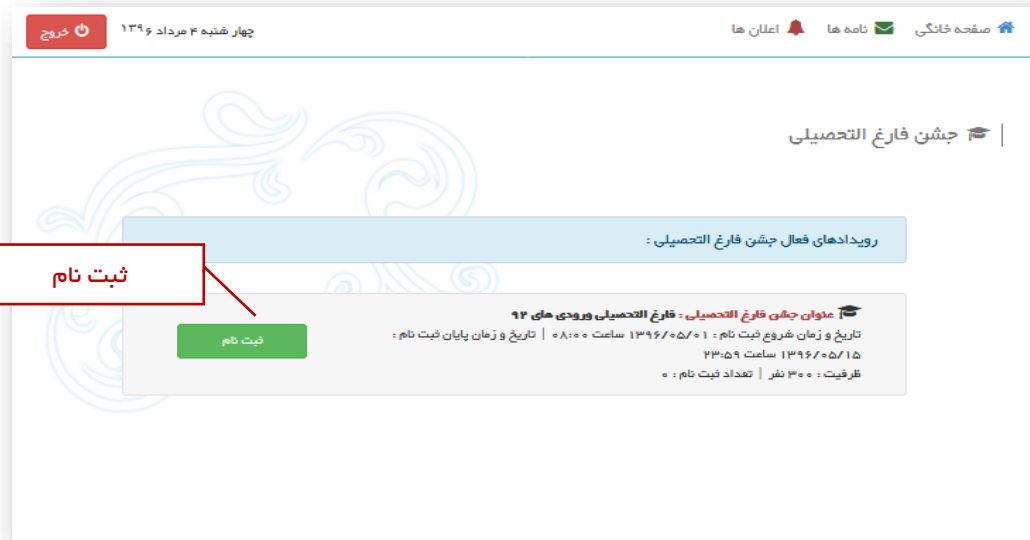 صفحه خانگی
نامه ها
اعلان ها
چهار شنبه ۴ مرداد ۱۳۹۶
خروج
جشن فارغ التحصیلی
رویدادهای فعال جشن فارغ التحصیلی :
ثبت نام
عنوان جشن فارغ التحصیلی : فارغ التحصیلی ورودی های ۹۲
تاریخ و زمان شروع ثبت نام : ۱۳۹۶/۰۵/۰۱ ساعت ۰۸:۰۰ | تاریخ و زمان پایان ثبت نام :
۱۳۹۶/۰۵/۱۵ ساعت ۲۳:۵۹
ظرفیت : ۳۰۰ نفر | تعداد ثبت نام : ۰
ثبت نام